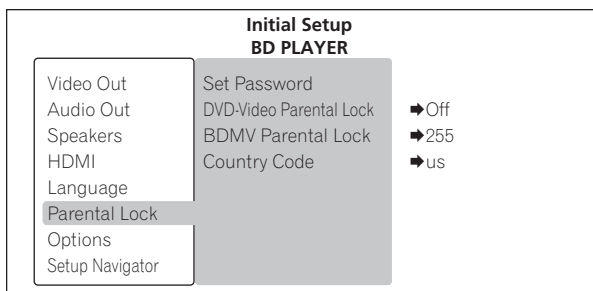 Initial Setup
BD PLAYER
Video Out
Audio Out
Speakers
HDMI
Language
Parental Lock
Options
Setup Navigator
Set Password
DVD-Video Parental Lock ➡Off
BDMV Parental Lock ➡255
Country Code ➡us